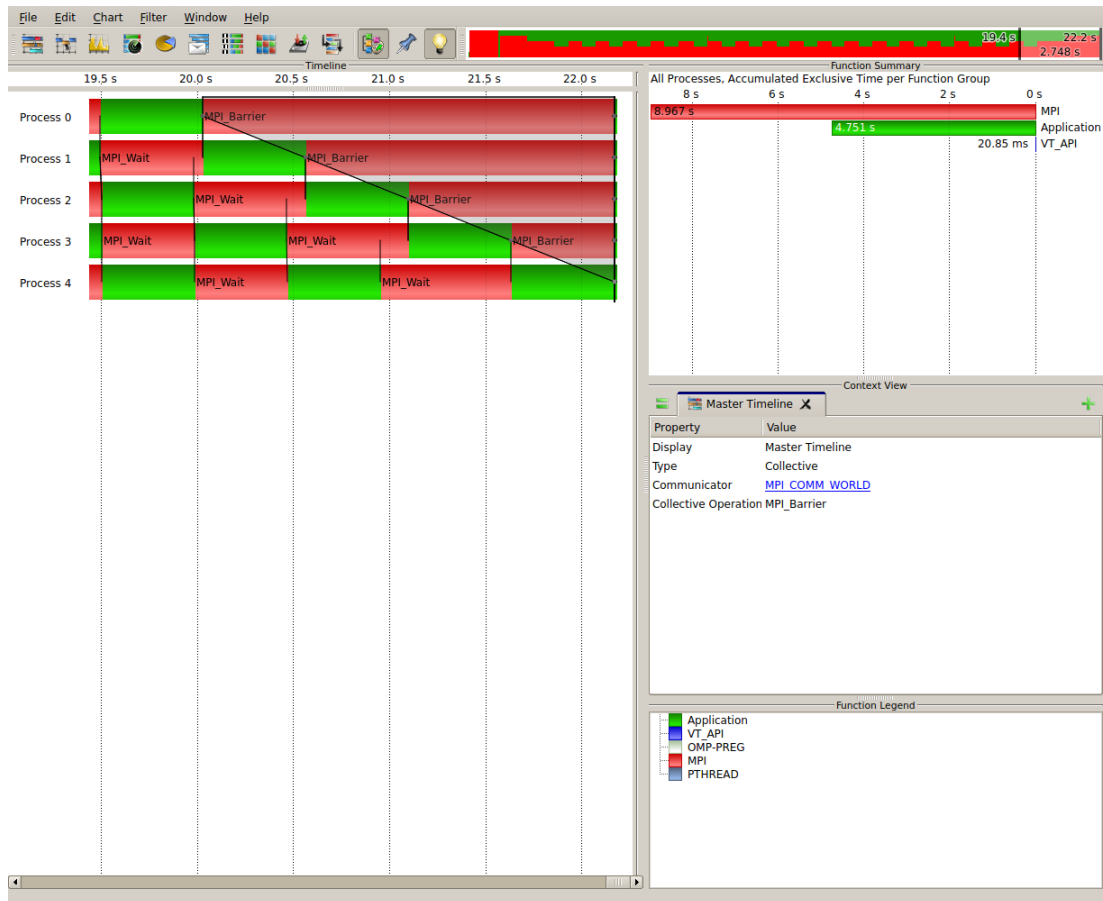 File Edit Chart Filter Window Help
19.4 s 22.2 s
2.748 s
Timeline
19.5 s 20.0 s 20.5 s 21.0 s 21.5 s 22.0 s
Process 0 MPI_Barrier
Process 1 MPI_Wait MPI_Barrier
Process 2 MPI_Wait MPI_Barrier
Process 3 MPI_Wait MPI_Wait MPI_Barrier
Process 4 MPI_Wait MPI_Wait
Function Summary
All Processes, Accumulated Exclusive Time per Function Group
8 s 6 s 4 s 2 s 0 s
8.967 s MPI
4.751 s Application
20.85 ms VT_API
Context View
Master Timeline
Property Value
Display Master Timeline
Type Collective
Communicator MPI_COMM_WORLD
Collective Operation MPI_Barrier
Function Legend
Application
VT_API
OMP-PREG
MPI
PTHREAD